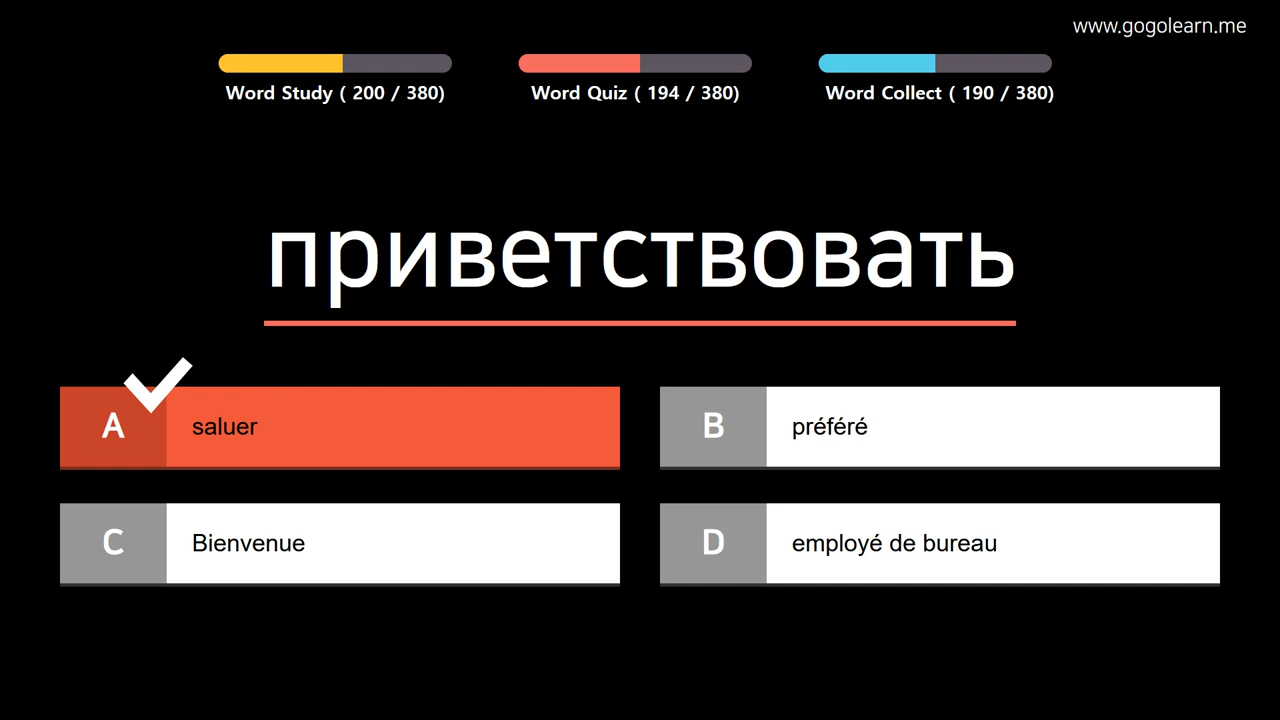 www.gogolearn.me
Word Study ( 200 / 380)
Word Quiz ( 194 / 380)
Word Collect ( 190 / 380)
приветствовать
A saluer
B préféré
C Bienvenue
D employé de bureau